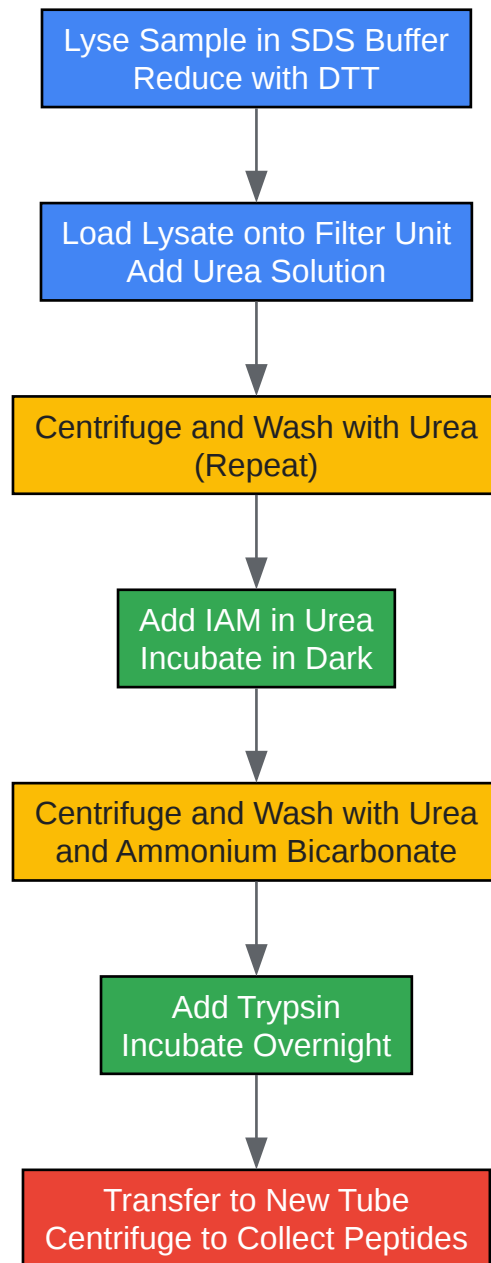 Lyse Sample in SDS Buffer
Reduce with DTT
Load Lysate onto Filter Unit
Add Urea Solution
Centrifuge and Wash with Urea
(Repeat)
Add IAM in Urea
Incubate in Dark
Centrifuge and Wash with Urea
and Ammonium Bicarbonate
Add Trypsin
Incubate Overnight
Transfer to New Tube
Centrifuge to Collect Peptides